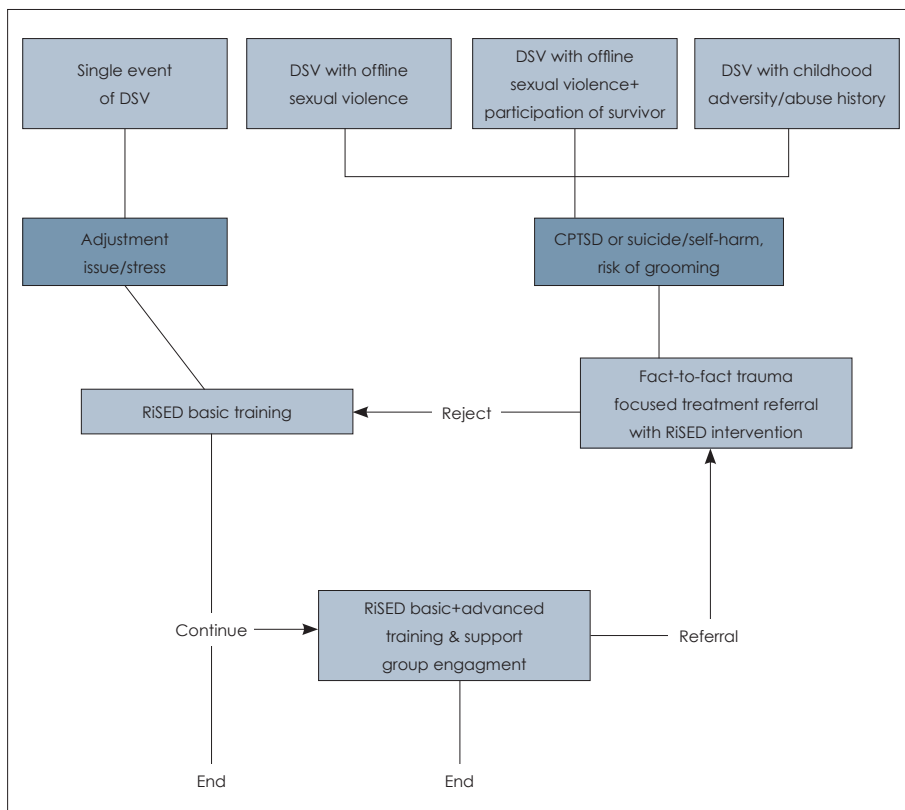 Single event
of DSV
DSV with offline
sexual violence
DSV with offline
sexual violence+
participation of survivor
DSV with childhood
adversity/abuse history
Adjustment
issue/stress
CPTSD or suicide/self-harm,
risk of grooming
RiSED basic training
Reject
Fact-to-fact trauma
focused treatment referral
with RiSED intervention
Continue
RiSED basic+advanced
training & support
group engagment
Referral
End
End